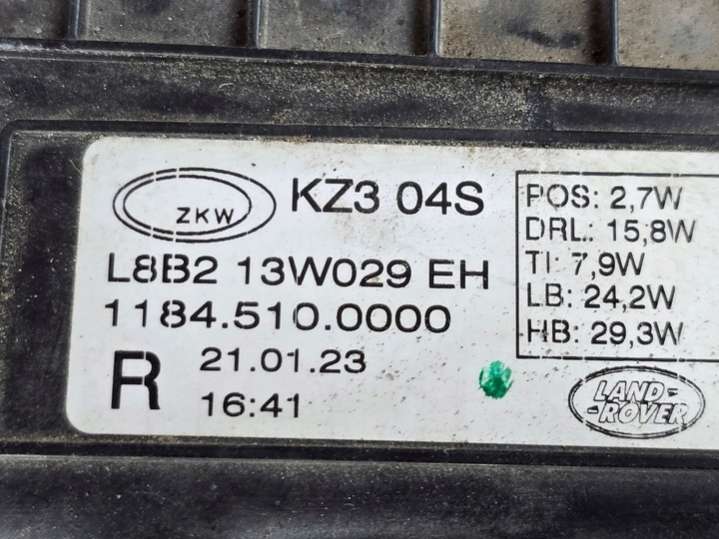 ZKW
KZ3 04S
L8B2 13W029 EH
1184.510.0000
R
21.01.23
16:41
POS: 2,7W
DRL: 15,8W
TI: 7,9W
LB: 24,2W
HB: 29,3W
LAND-
-ROVER